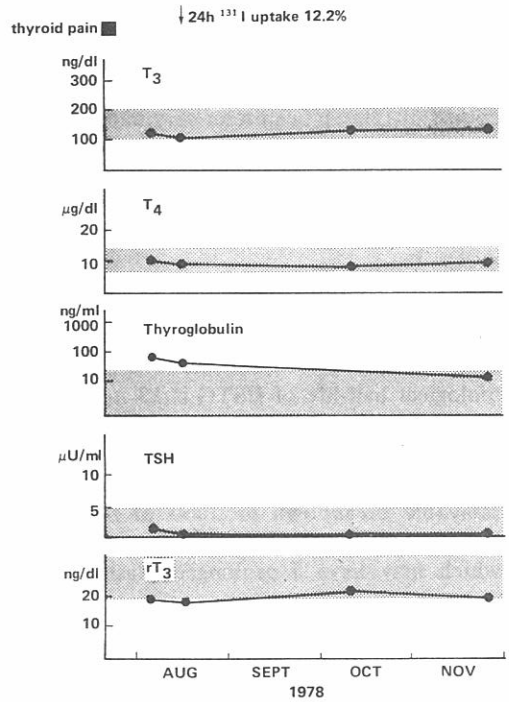 ↓ 24h ¹³¹ I uptake 12.2%
thyroid pain
ng/dl
T₃
300
200
100
μg/dl
T₄
20
10
ng/ml
1000
Thyroglobulin
100
10
μU/ml
TSH
10
5
rT₃
ng/dl
20
10
AUG SEPT OCT NOV
1978